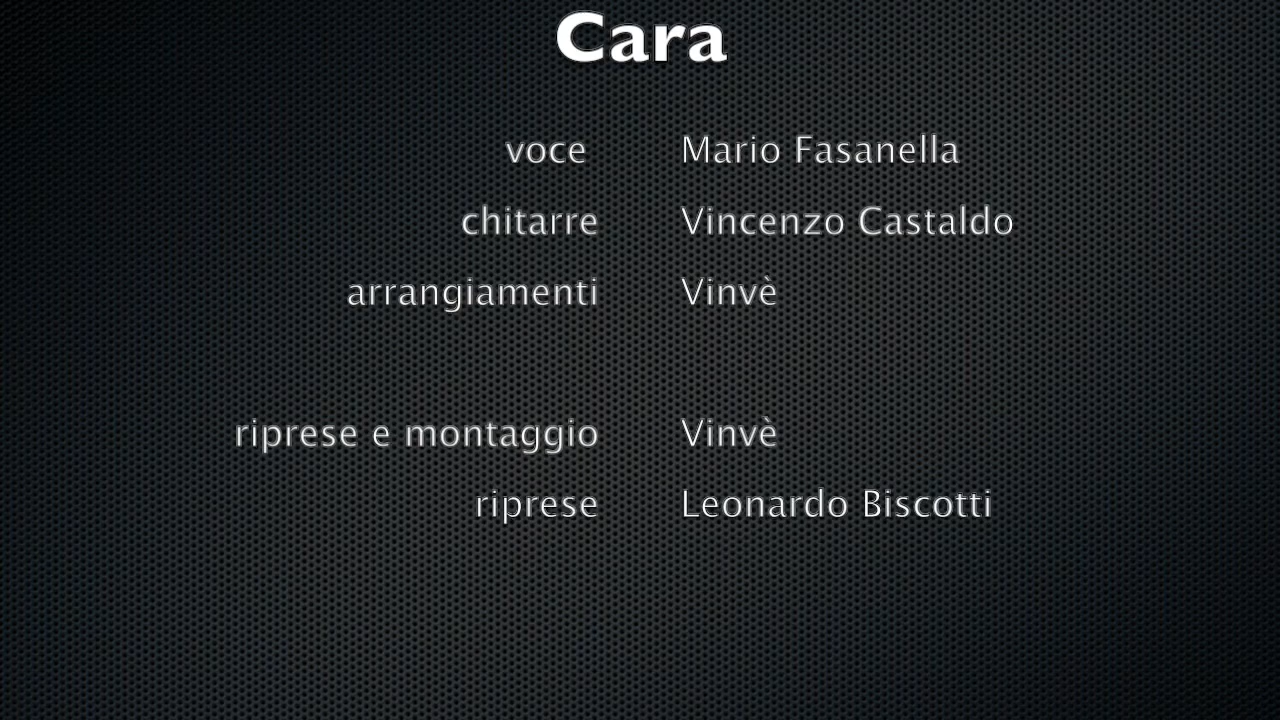 Cara
voce Mario Fasanella
chitarre Vincenzo Castaldo
arrangiamenti Vinvè
riprese e montaggio Vinvè
riprese Leonardo Biscotti